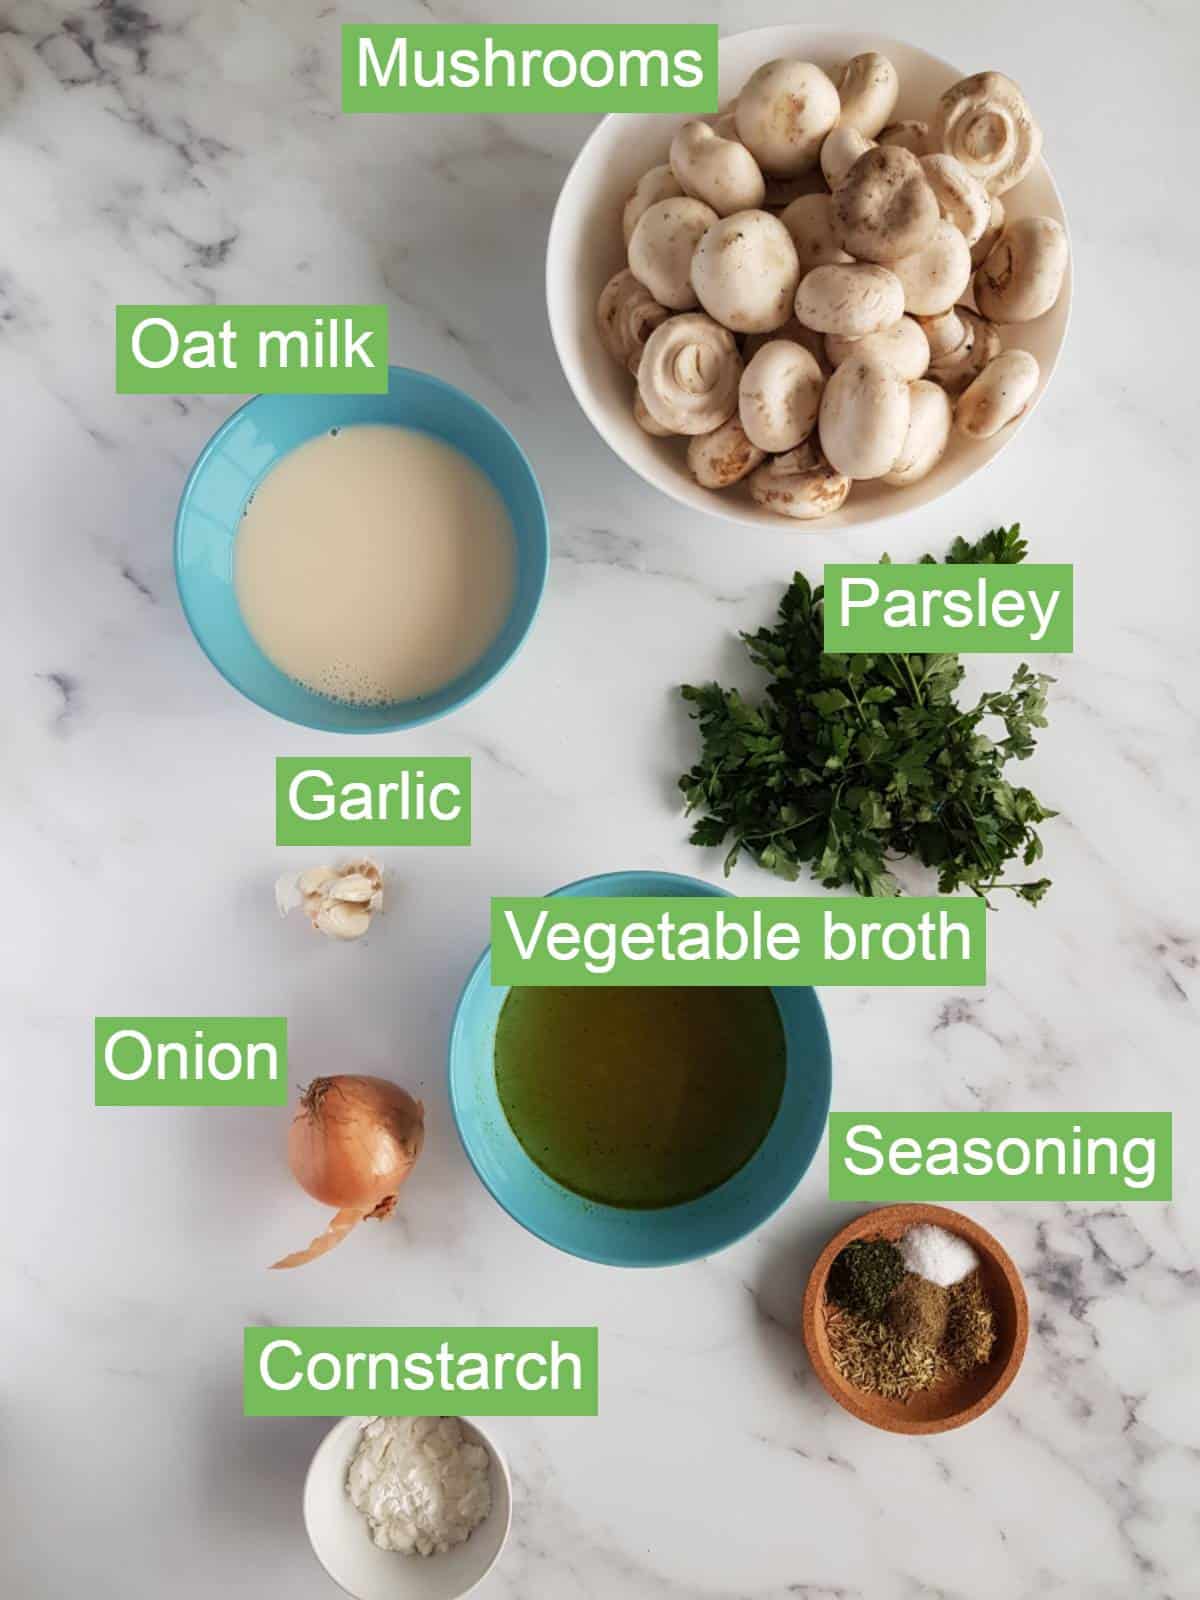 Mushrooms
Oat milk
Parsley
Garlic
Vegetable broth
Onion
Seasoning
Cornstarch